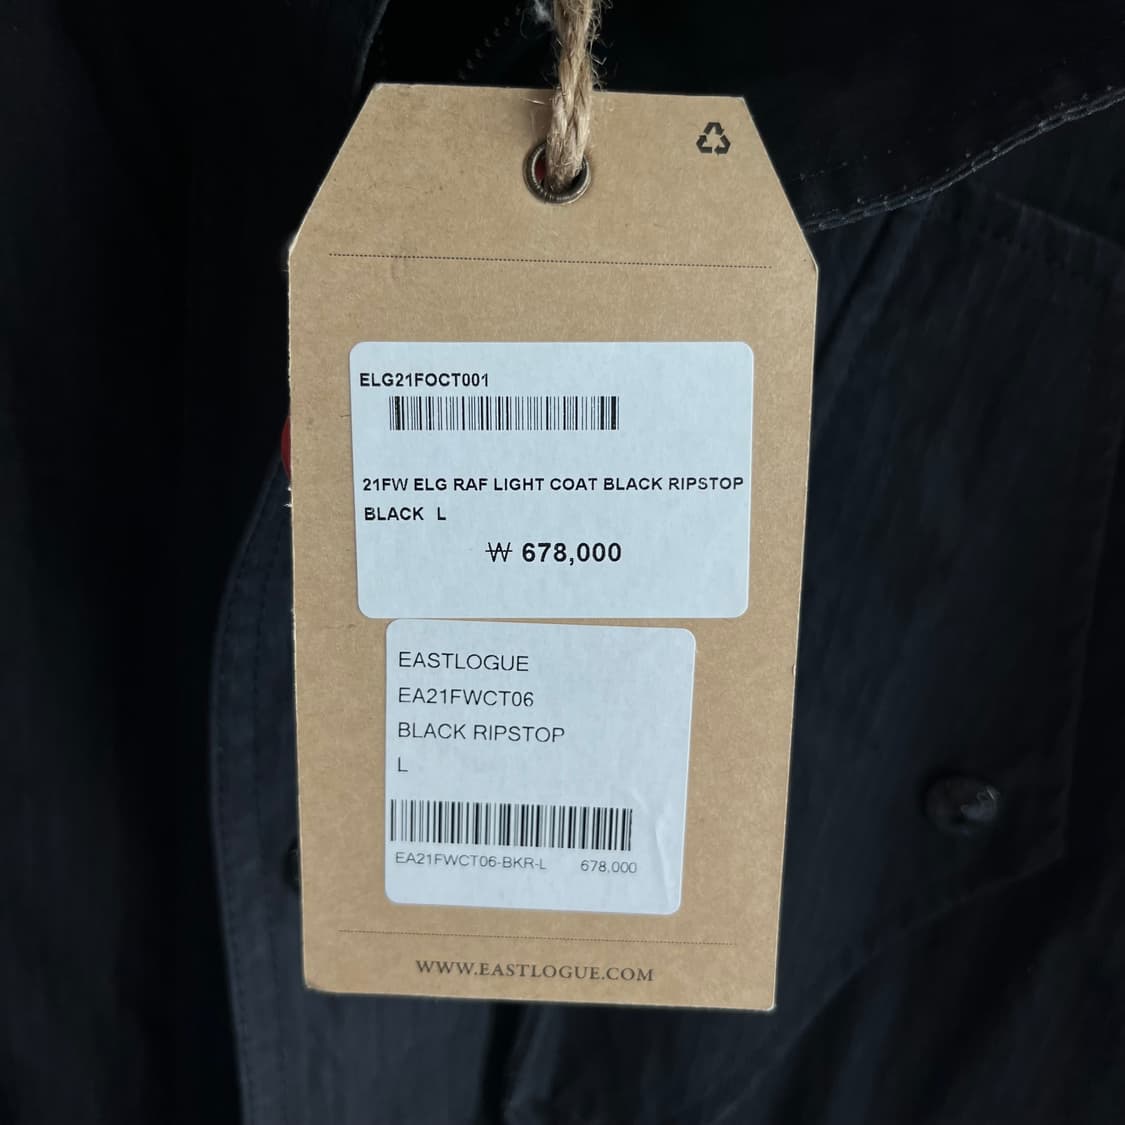 ELG21FOCT001
21FW ELG RAF LIGHT COAT BLACK RIPSTOP
BLACK L
₩ 678,000
EASTLOGUE
EA21FWCT06
BLACK RIPSTOP
L
EA21FWCT06-BKR-L 678,000
WWW.EASTLOGUE.COM